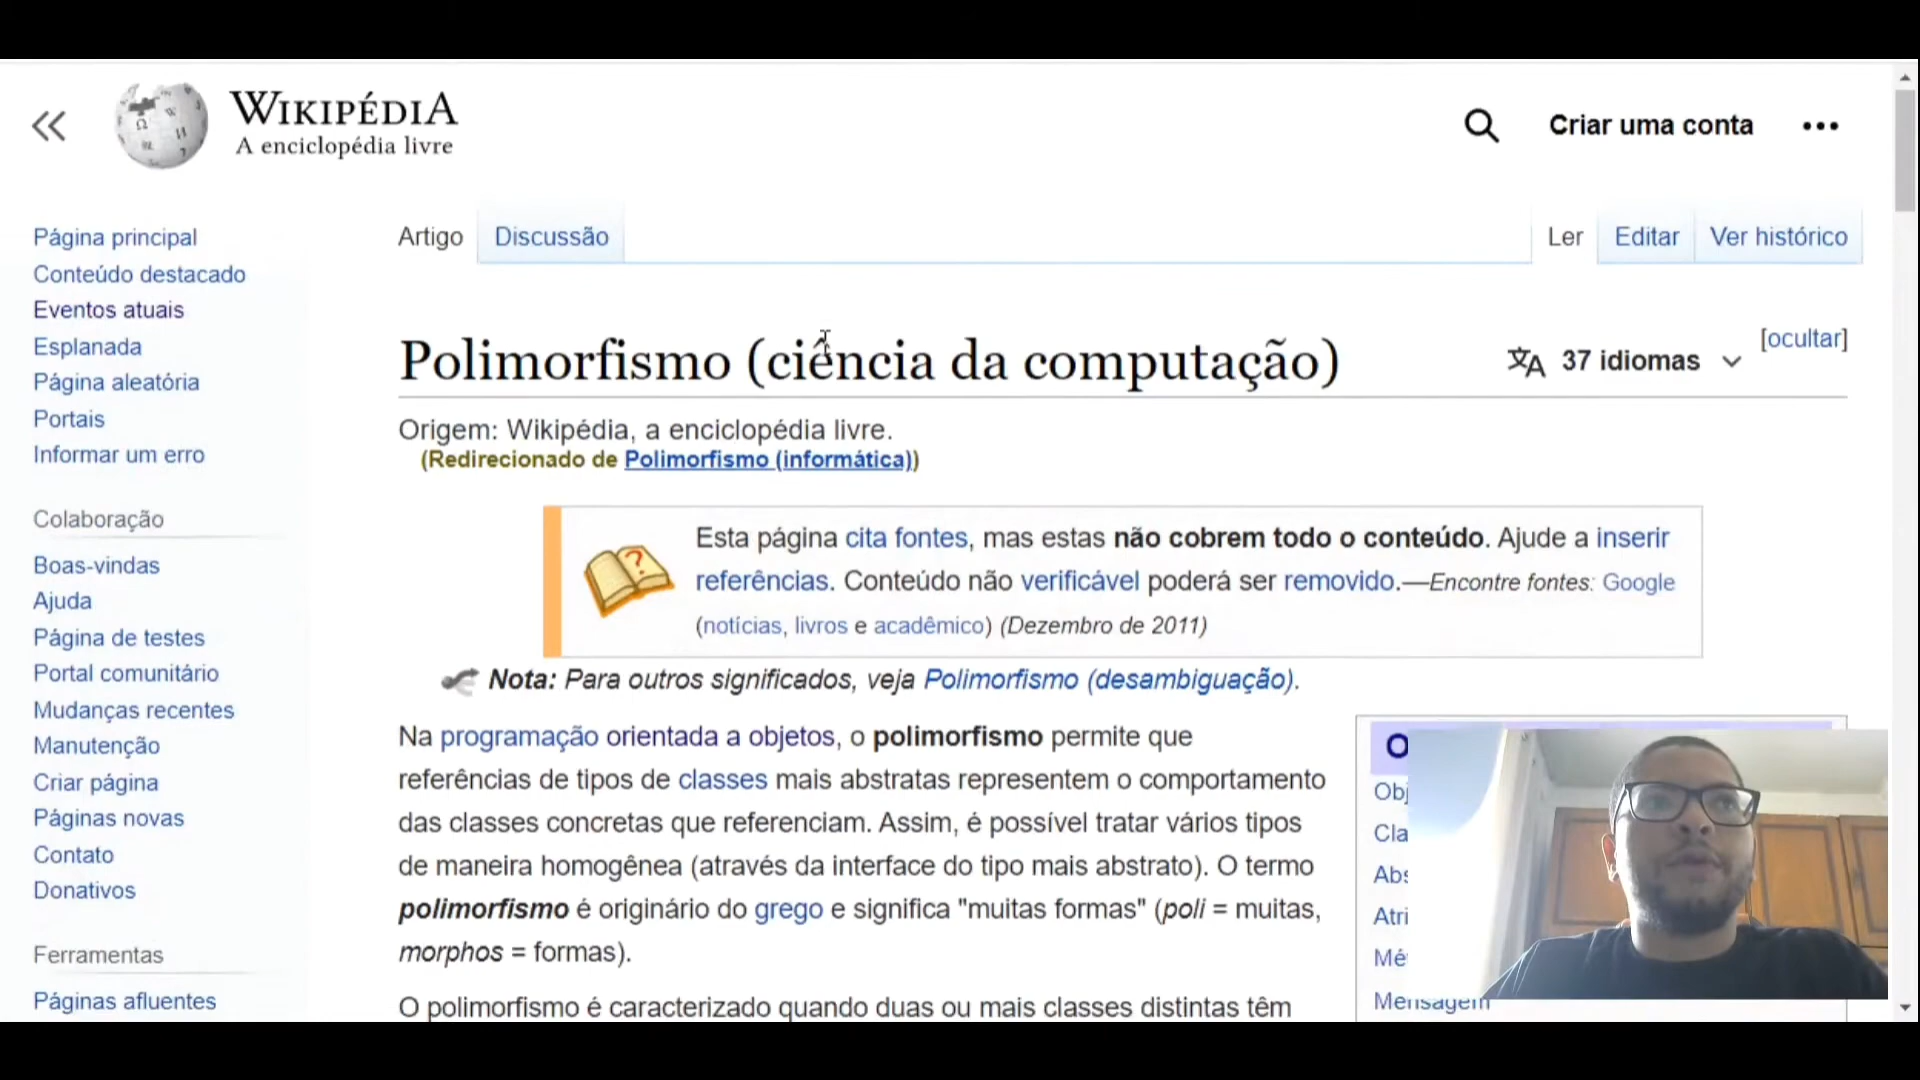 WIKIPÉDIA
A enciclopédia livre
Criar uma conta
Página principal
Conteúdo destacado
Eventos atuais
Esplanada
Página aleatória
Portais
Informar um erro
Colaboração
Boas-vindas
Ajuda
Página de testes
Portal comunitário
Mudanças recentes
Manutenção
Criar página
Páginas novas
Contato
Donativos
Ferramentas
Páginas afluentes
Artigo Discussão Ler Editar Ver histórico
Polimorfismo (ciência da computação)
37 idiomas
[ocultar]
Origem: Wikipédia, a enciclopédia livre.
(Redirecionado de Polimorfismo (informática))
Esta página cita fontes, mas estas não cobrem todo o conteúdo. Ajude a inserir
referências. Conteúdo não verificável poderá ser removido.—Encontre fontes: Google
(notícias, livros e acadêmico) (Dezembro de 2011)
Nota: Para outros significados, veja Polimorfismo (desambiguação).
Na programação orientada a objetos, o polimorfismo permite que
referências de tipos de classes mais abstratas representem o comportamento
das classes concretas que referenciam. Assim, é possível tratar vários tipos
de maneira homogênea (através da interface do tipo mais abstrato). O termo
polimorfismo é originário do grego e significa "muitas formas" (poli = muitas,
morphos = formas).
O polimorfismo é caracterizado quando duas ou mais classes distintas têm
O
Obj
Cla
Abs
Atri
Mé
Mensagem